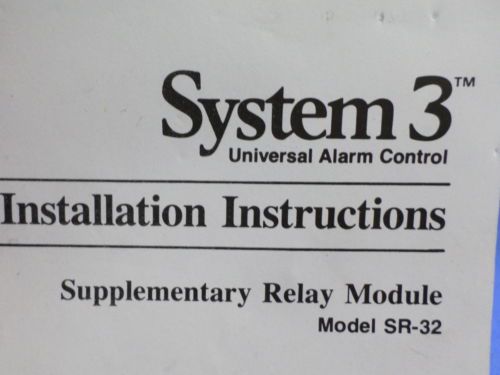 System 3™
Universal Alarm Control
Installation Instructions
Supplementary Relay Module
Model SR-32